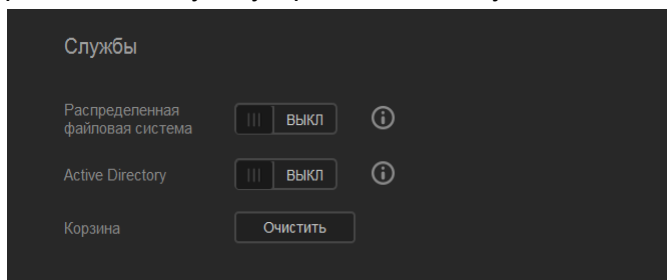 Службы
Распределенная
файловая система
ВЫКЛ
Active Directory
ВЫКЛ
Корзина
Очистить